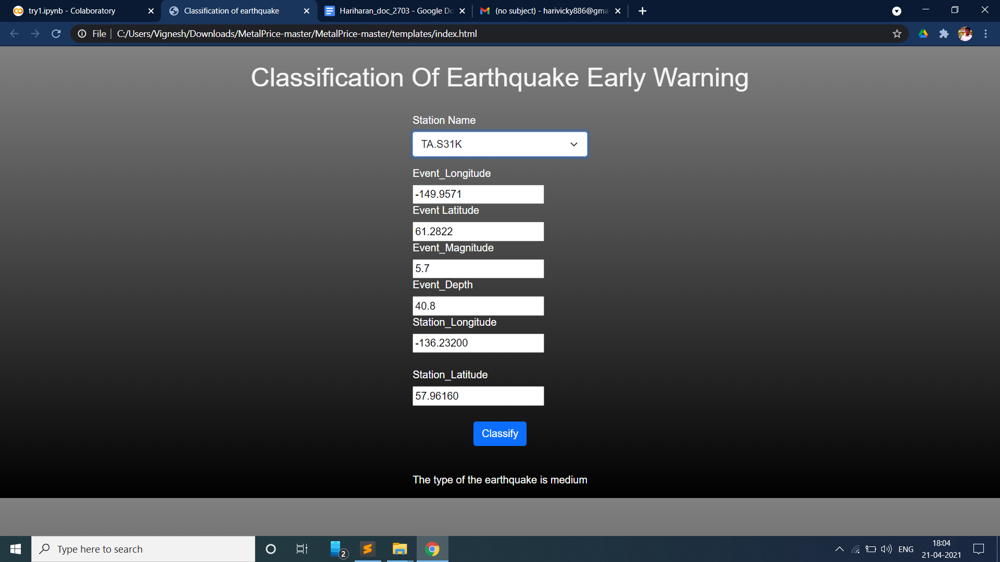 try1.ipynb - Colaboratory
Classification of earthquake
Hariharan_doc_2703 - Google Do
(no subject) - harivicky886@gma
File
C:/Users/Vignesh/Downloads/MetalPrice-master/MetalPrice-master/templates/index.html
Classification Of Earthquake Early Warning
Station Name
TA.S31K
Event_Longitude
-149.9571
Event Latitude
61.2822
Event_Magnitude
5.7
Event_Depth
40.8
Station_Longitude
-136.23200
Station_Latitude
57.96160
Classify
The type of the earthquake is medium
Type here to search
2
ENG
18:04
21-04-2021